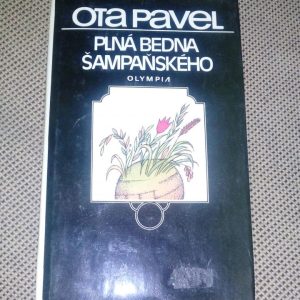 OTA PAVEL
PLNÁ BEDNA
ŠAMPAŇSKÉHO
OLYMPIA